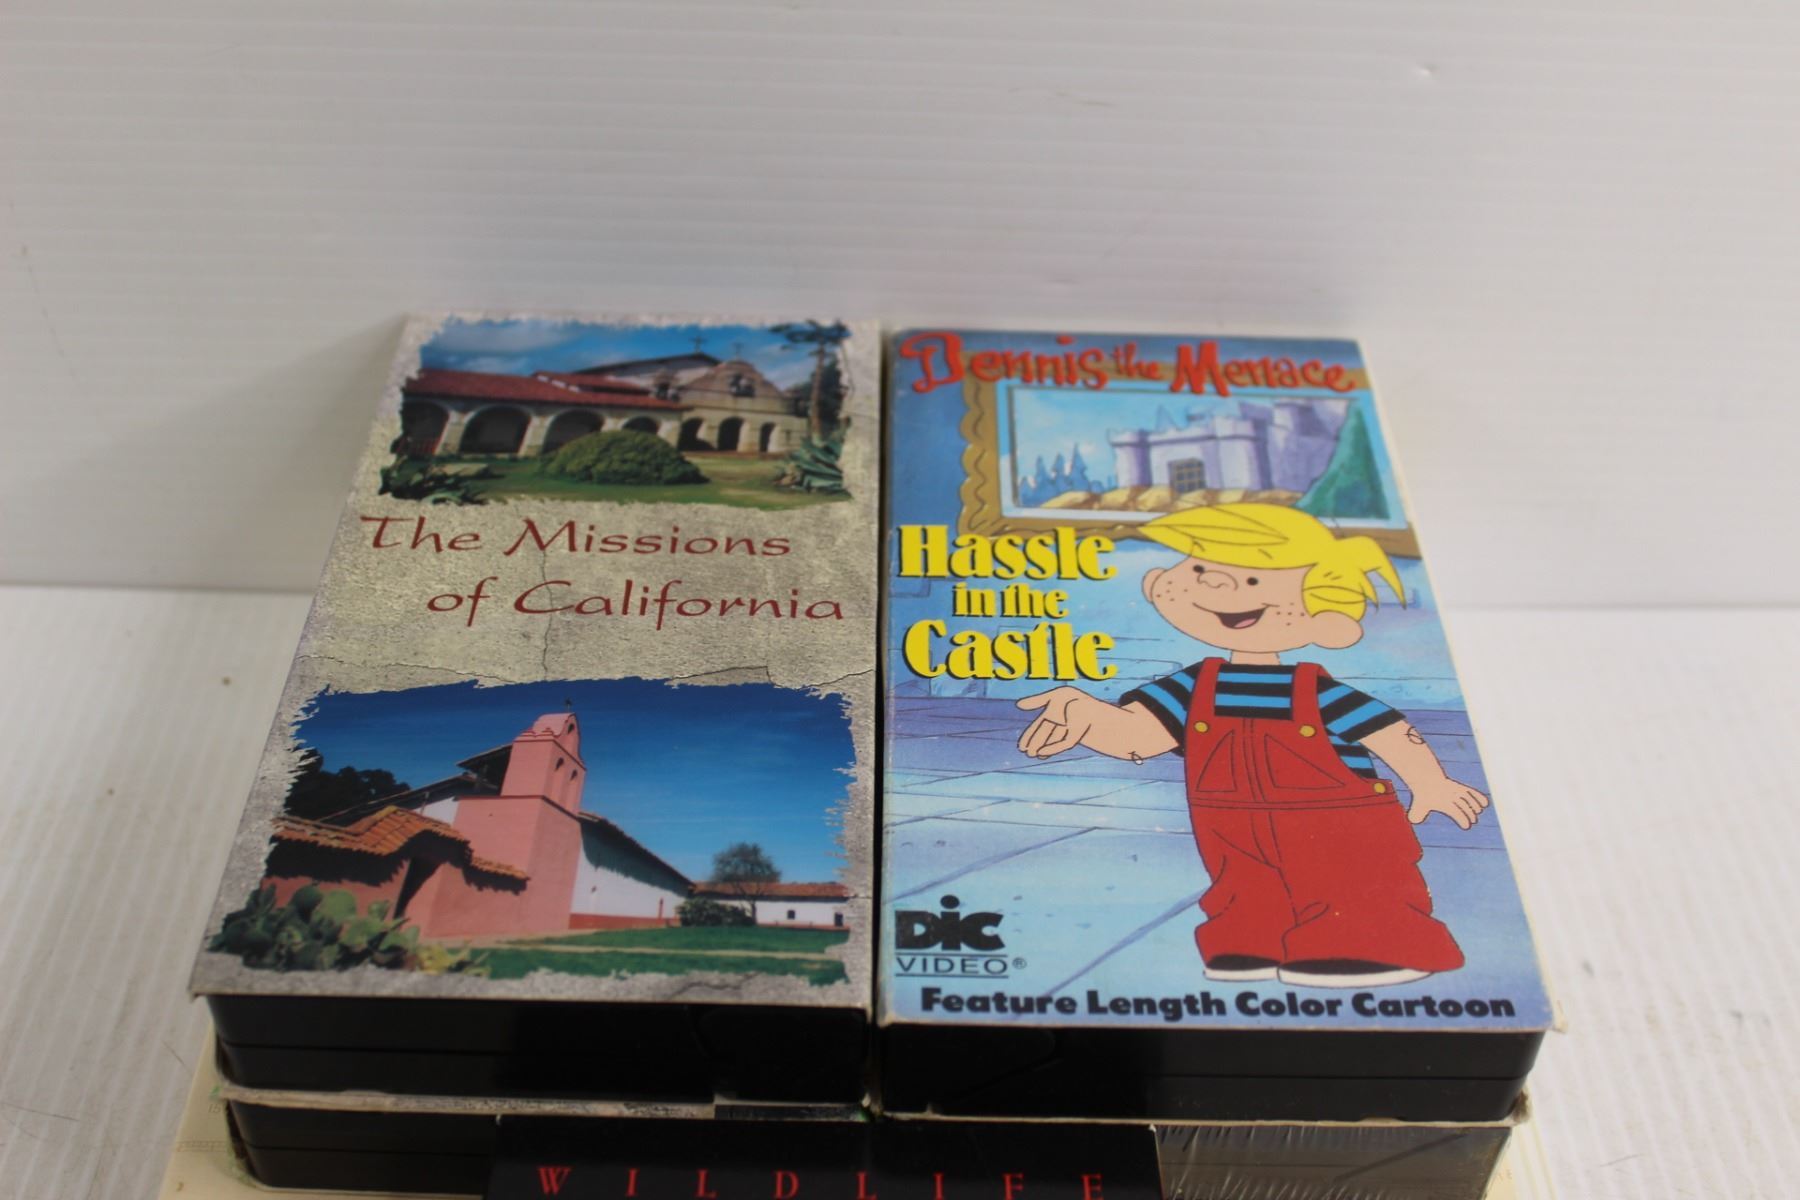 The Missions
of California
Dennis the Menace
Hassle
in the
Castle
DIC
VIDEO®
Feature Length Color Cartoon
WILDLIFE